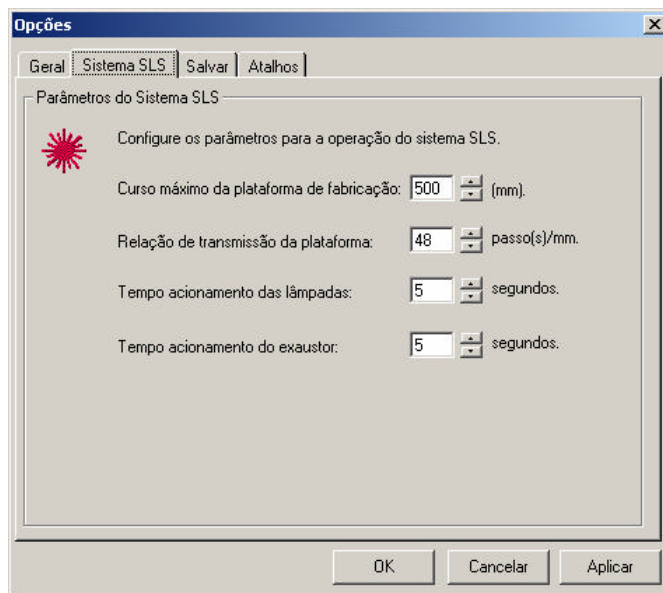 Opções
Geral Sistema SLS Salvar Atalhos
Parâmetros do Sistema SLS
Configure os parâmetros para a operação do sistema SLS.
Curso máximo da plataforma de fabricação: 500 (mm).
Relação de transmissão da plataforma: 48 passo(s)/mm.
Tempo acionamento das lâmpadas: 5 segundos.
Tempo acionamento do exaustor: 5 segundos.
OK Cancelar Aplicar